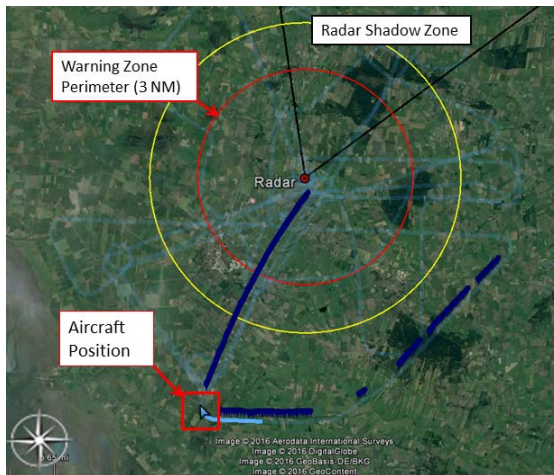 Radar Shadow Zone
Warning Zone
Perimeter (3 NM)
Radar
Aircraft
Position
Image © 2016 Aerodata International Surveys
Image © 2016 DigitalGlobe
Image © 2016 GeoBasis-DE/BKG
Image © 2016 GeoContent